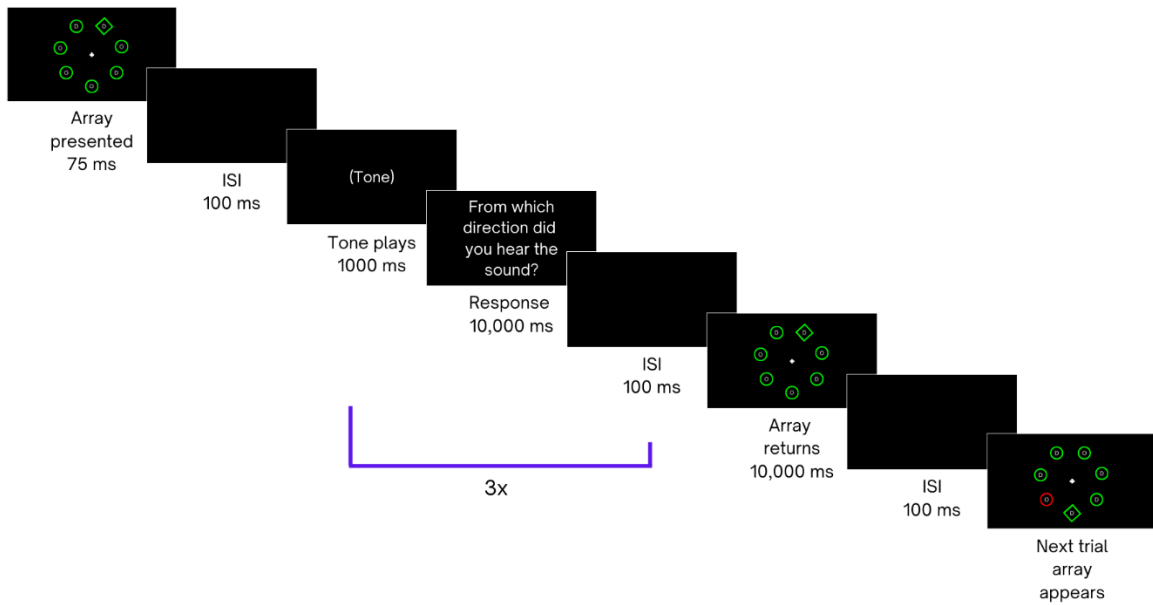 Array
presented
75 ms
ISI
100 ms
(Tone)
Tone plays
1000 ms
From which
direction did
you hear the
sound?
Response
10,000 ms
ISI
100 ms
3x
Array
returns
10,000 ms
ISI
100 ms
Next trial
array
appears